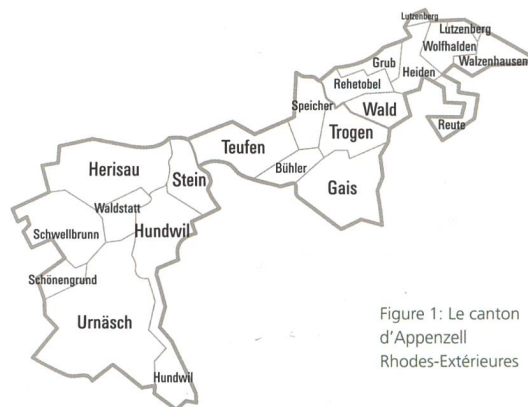 Lutzenberg
Lutzenberg
Grub
Wolfhalden
Rehetobel
Heiden
Walzenhausen
Speicher
Wald
Reute
Teufen
Trogen
Herisau
Stein
Bühler
Gais
Waldstatt
Schwellbrunn
Hundwil
Schönengrund
Urnäsch
Hundwil
Figure 1: Le canton
d'Appenzell
Rhodes-Extérieures